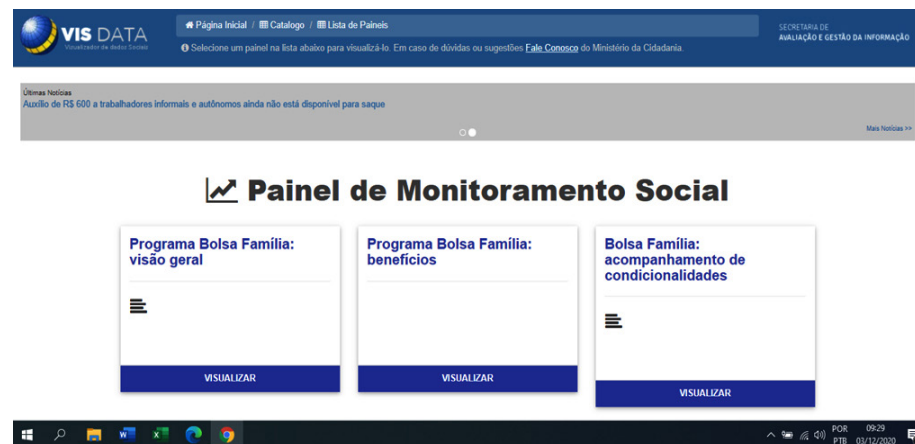 VIS DATA
Visualizador de dados Sociais
Página Inicial / Catalogo / Lista de Paineis
Selecione um painel na lista abaixo para visualizá-lo. Em caso de dúvidas ou sugestões Fale Conosco do Ministério da Cidadania.
SECRETARIA DE
AVALIAÇÃO E GESTÃO DA INFORMAÇÃO
Últimas Notícias
Auxílio de R$ 600 a trabalhadores informais e autônomos ainda não está disponível para saque
Mais Notícias >>
Painel de Monitoramento Social
Programa Bolsa Família:
visão geral
VISUALIZAR
Programa Bolsa Família:
benefícios
VISUALIZAR
Bolsa Família:
acompanhamento de
condicionalidades
VISUALIZAR
POR 09:29
PTB 03/12/2020